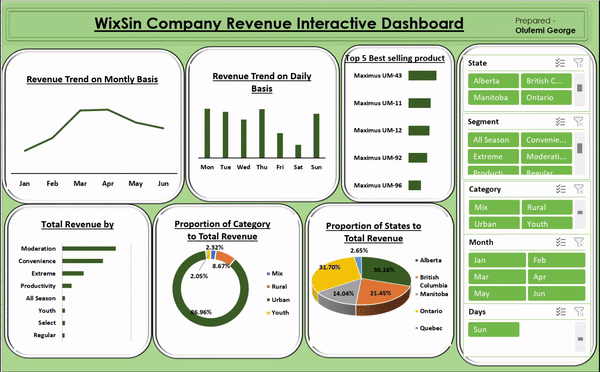 WixSin Company Revenue Interactive Dashboard
Prepared -
Olufemi George
Revenue Trend on Montly Basis
Jan Feb Mar Apr May Jun
Revenue Trend on Daily
Basis
Mon Tue Wed Thu Fri Sat Sun
Top 5 Best selling product
Maximus UM-43
Maximus UM-11
Maximus UM-12
Maximus UM-92
Maximus UM-96
State
Alberta British C...
Manitoba Ontario
Segment
All Season Convenie...
Extreme Moderati...
Producti Regular
Category
Mix Rural
Urban Youth
Month
Jan Feb
Mar Apr
May Jun
Days
Sun
Total Revenue by
Moderation
Convenience
Extreme
Productivity
All Season
Youth
Select
Regular
Proportion of Category
to Total Revenue
2.32%
8.67%
2.05%
86.96%
Mix
Rural
Urban
Youth
Proportion of States to
Total Revenue
2.65%
31.70%
30.16%
14.04%
21.45%
Alberta
British
Columbia
Manitoba
Ontario
Quebec